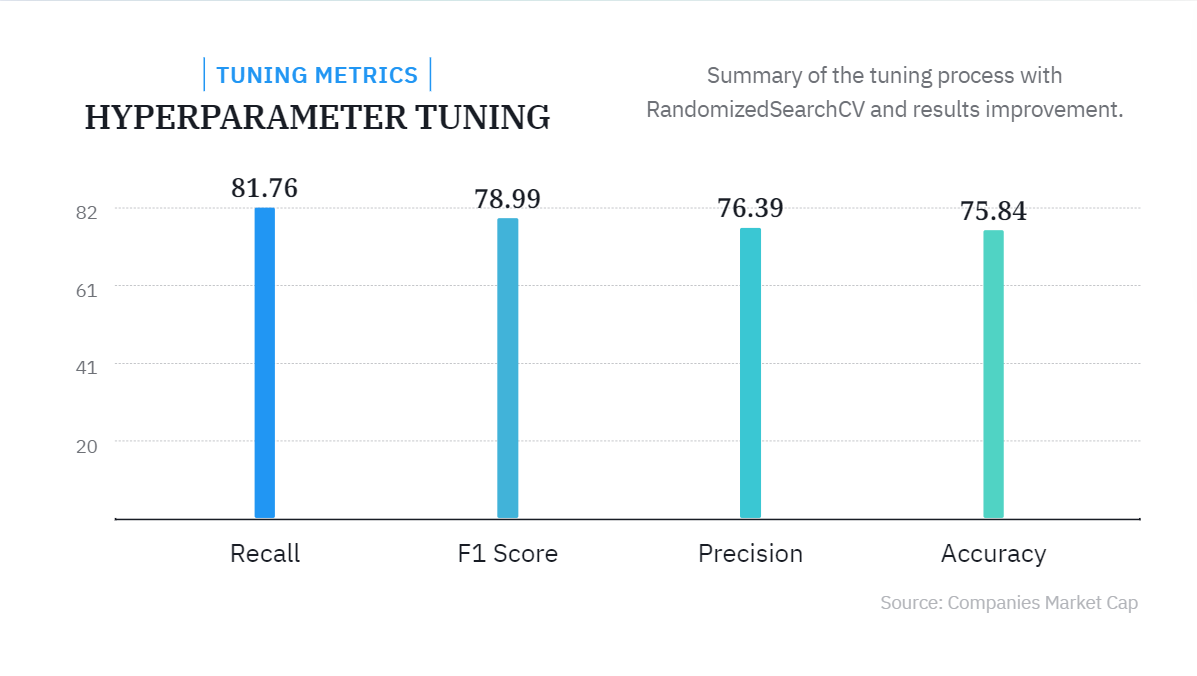 TUNING METRICS
HYPERPARAMETER TUNING
Summary of the tuning process with
RandomizedSearchCV and results improvement.
81.76
78.99
76.39
75.84
82
61
41
20
Recall
F1 Score
Precision
Accuracy
Source: Companies Market Cap